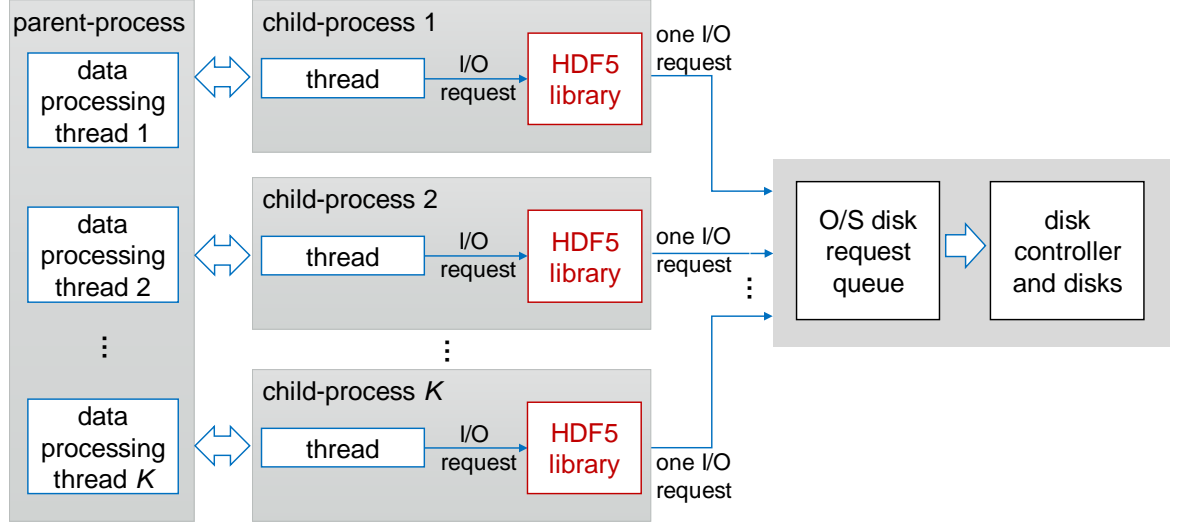 parent-process
data
processing
thread 1
data
processing
thread 2
⋮
data
processing
thread K
child-process 1
thread
I/O
request
HDF5
library
one I/O
request
child-process 2
thread
I/O
request
HDF5
library
one I/O
request
⋮
⋮
child-process K
thread
I/O
request
HDF5
library
one I/O
request
O/S disk
request
queue
disk
controller
and disks